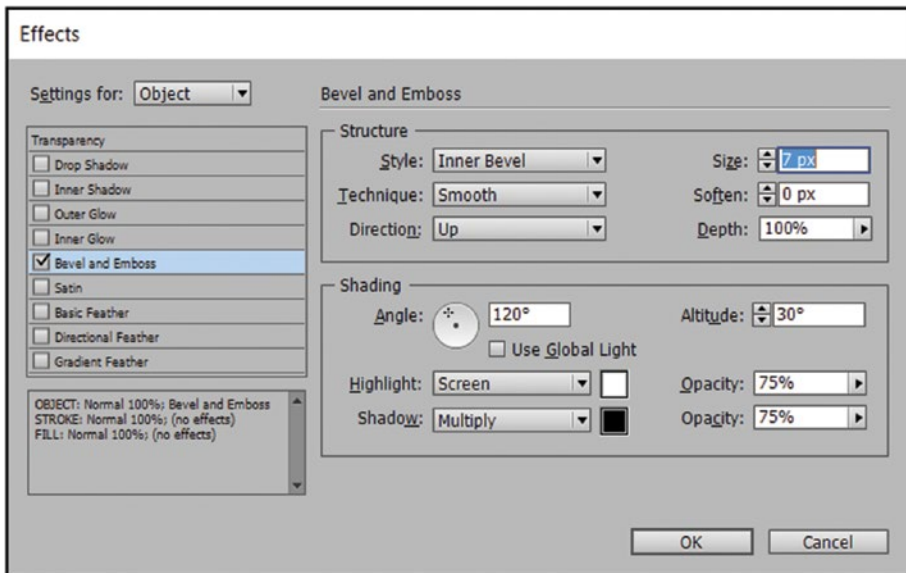 Effects
Settings for: Object
Transparency
Drop Shadow
Inner Shadow
Outer Glow
Inner Glow
Bevel and Emboss
Satin
Basic Feather
Directional Feather
Gradient Feather
OBJECT: Normal 100%; Bevel and Emboss
STROKE: Normal 100%; (no effects)
FILL: Normal 100%; (no effects)
Bevel and Emboss
Structure
Style: Inner Bevel Size: 7 px
Technique: Smooth Soften: 0 px
Direction: Up Depth: 100%
Shading
Angle: 120° Altitude: 30°
Use Global Light
Highlight: Screen Opacity: 75%
Shadow: Multiply Opacity: 75%
OK Cancel